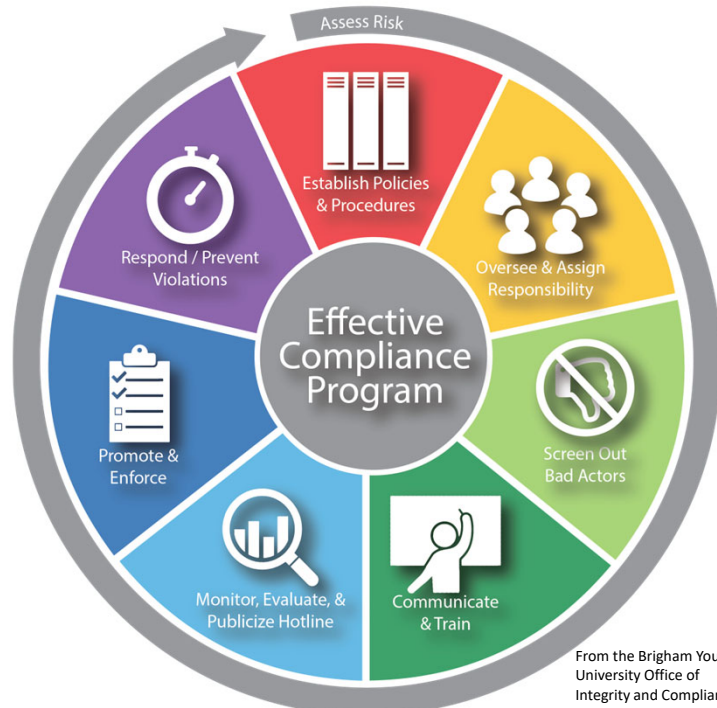 Assess Risk
Establish Policies
& Procedures
Oversee & Assign
Responsibility
Screen Out
Bad Actors
Communicate
& Train
Monitor, Evaluate, &
Publicize Hotline
Promote &
Enforce
Respond / Prevent
Violations
Effective
Compliance
Program
From the Brigham You
University Office of
Integrity and Complian